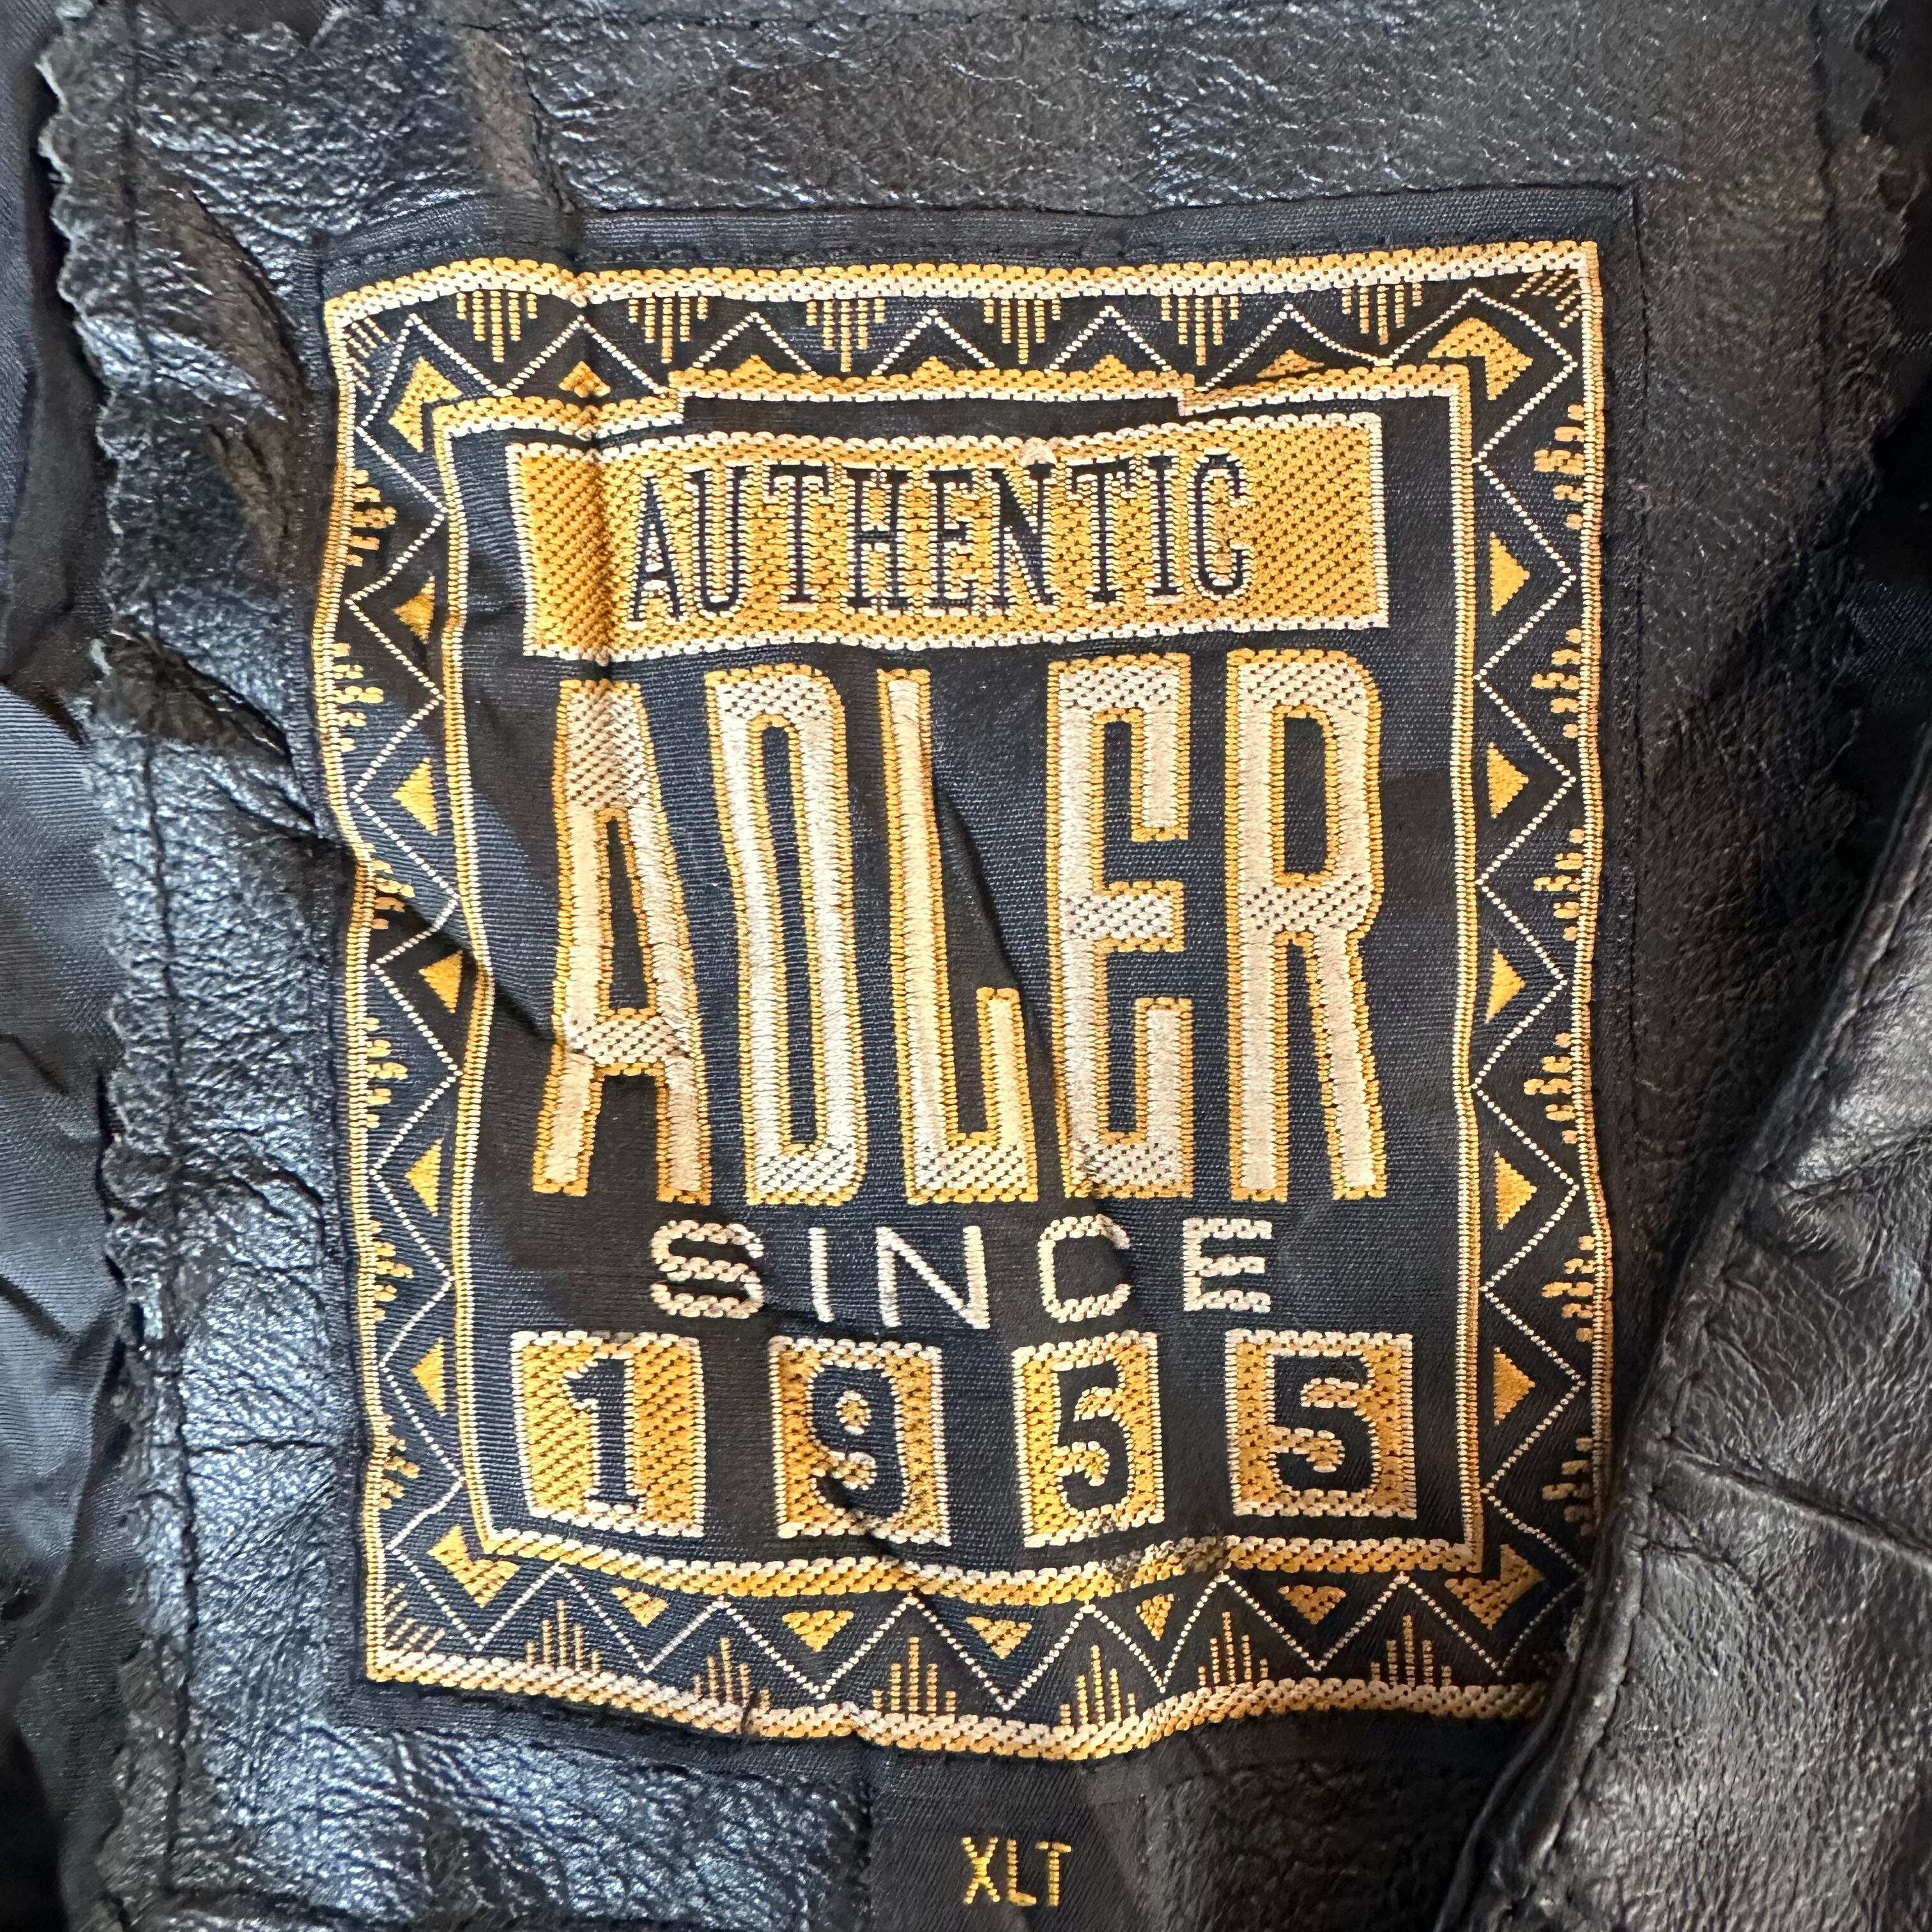 AUTHENTIC
ADLER
SINCE
1955
XLT